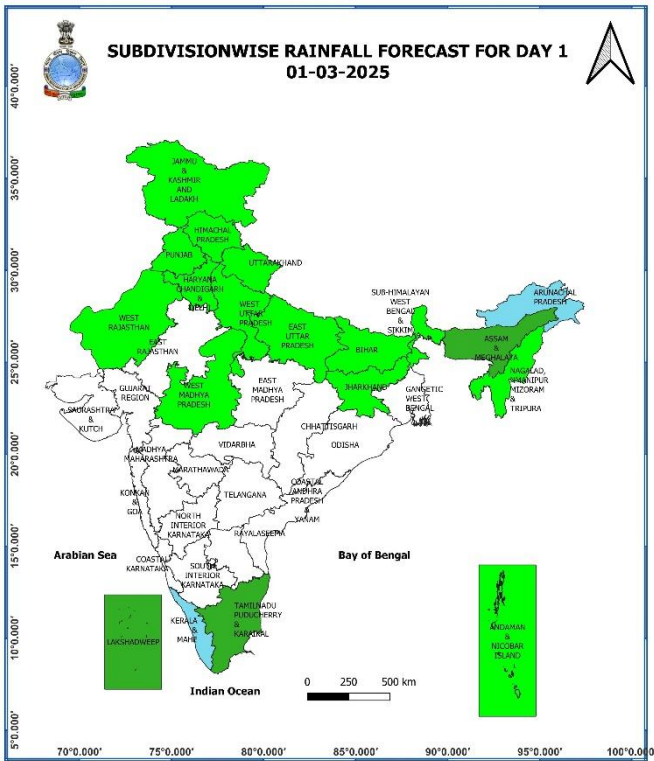 SUBDIVISIONWISE RAINFALL FORECAST FOR DAY 1
01-03-2025
40°0.000'
35°0.000'
30°0.000'
25°0.000'
20°0.000'
15°0.000'
10°0.000'
5°0.000'
JAMMU
&
KASHMIR
AND
LADAKH
HIMACHAL
PRADESH
PUNJAB
UTTARAKHAND
HARYANA
CHANDIGARH
&
DELHI
WEST
UTTAR
PRADESH
SUB-HIMALAYAN
WEST
BENGAL
&
SIKKIM
ARUNACHAL
PRADESH
WEST
RAJASTHAN
EAST
RAJASTHAN
EAST
UTTAR
PRADESH
BIHAR
ASSAM
&
MEGHALAYA
NAGALAD,
MANIPUR
MIZORAM
&
TRIPURA
GUJARAT
REGION
WEST
MADHYA
PRADESH
EAST
MADHYA
PRADESH
JHARKHAND
GANGETIC
WEST
BENGAL
SAURASHTRA
&
KUTCH
CHHATTISGARH
ODISHA
VIDARBHA
MADHYA
MAHARASHTRA
MARATHAWADA
TELANGANA
COASTAL
ANDHRA
PRADESH
&
YANAM
KONKAN
&
GOA
NORTH
INTERIOR
KARNATAKA
RAYALASEEMA
Arabian Sea
Bay of Bengal
COASTAL
KARNATAKA
SOUTH
INTERIOR
KARNATAKA
LAKSHADWEEP
KERALA
&
MAHE
TAMILNADU
PUDUCHERRY
&
KARAIKAL
ANDAMAN
&
NICOBAR
ISLAND
Indian Ocean
0 250 500 km
70°0.000' 75°0.000' 80°0.000' 85°0.000' 90°0.000' 95°0.000' 100°0.000'